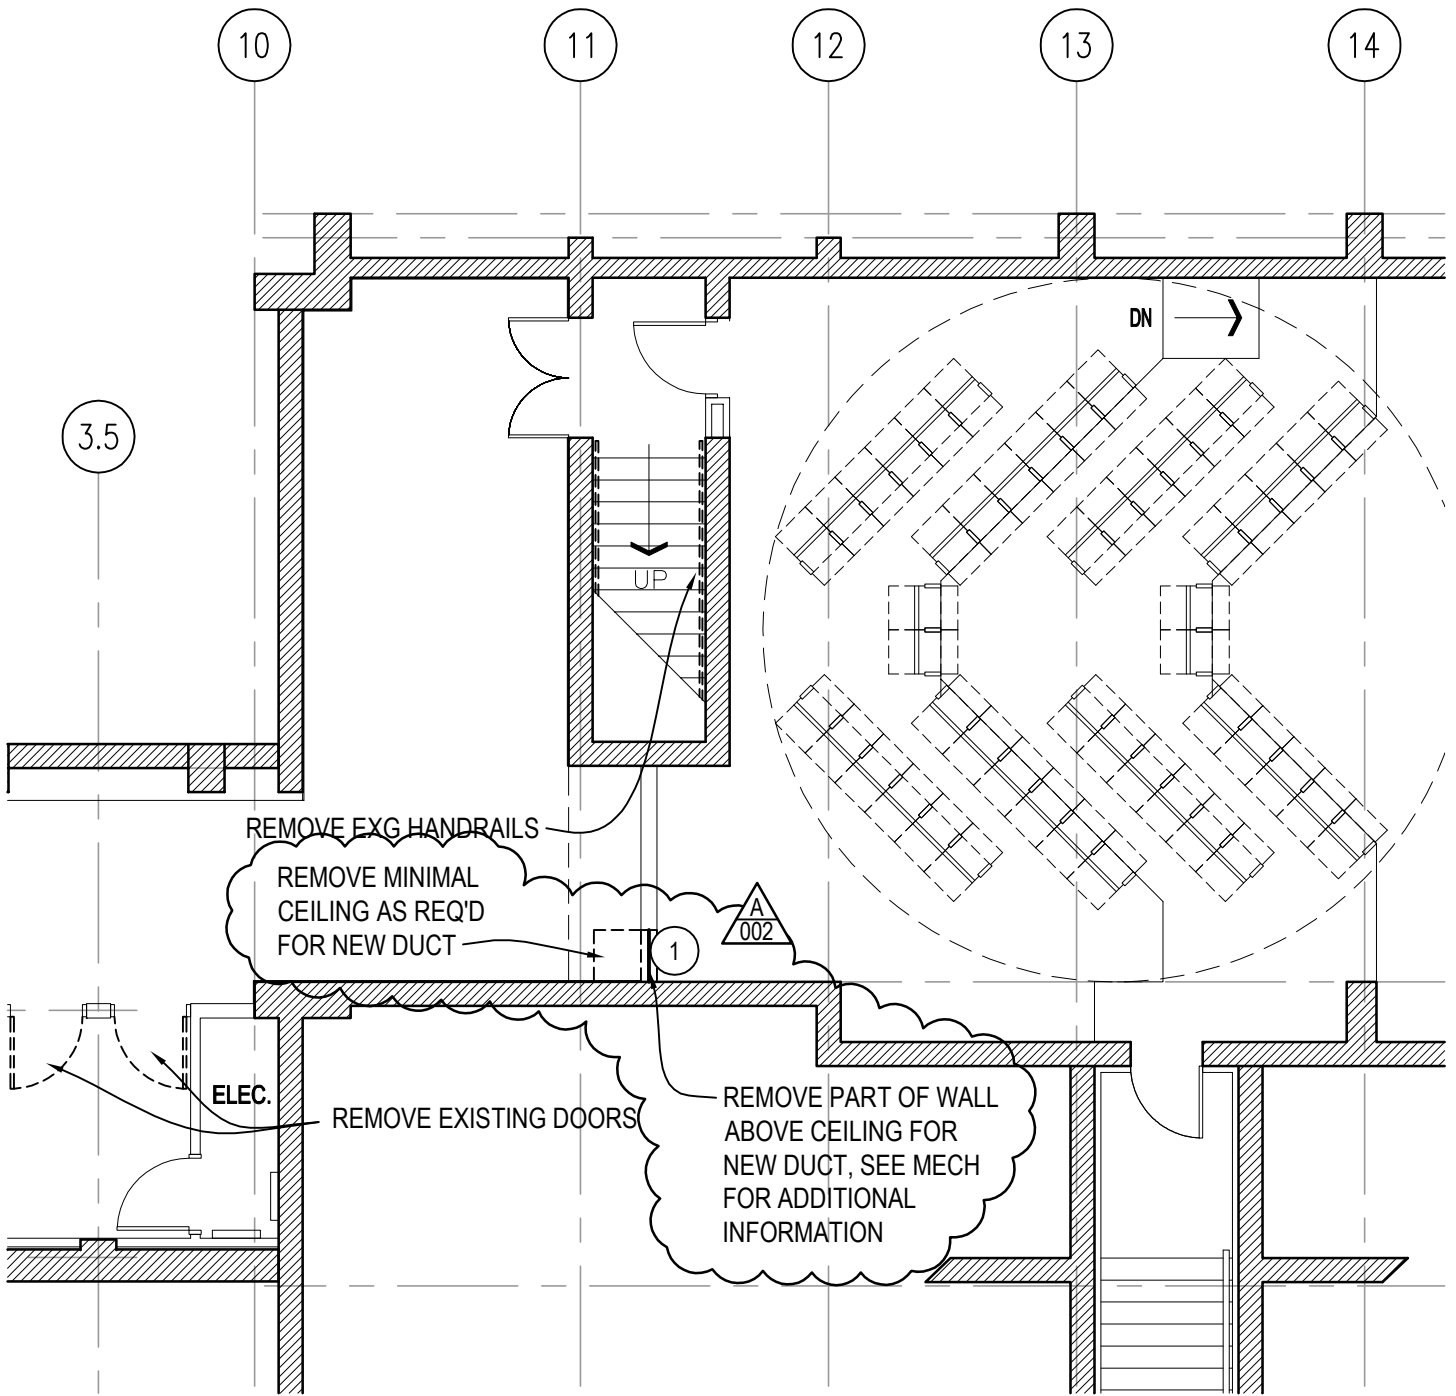 10
11
12
13
14
DN
3.5
UP
REMOVE EXG HANDRAILS
REMOVE MINIMAL
CEILING AS REQ'D
FOR NEW DUCT
A
002
1
ELEC.
REMOVE EXISTING DOORS
REMOVE PART OF WALL
ABOVE CEILING FOR
NEW DUCT, SEE MECH
FOR ADDITIONAL
INFORMATION